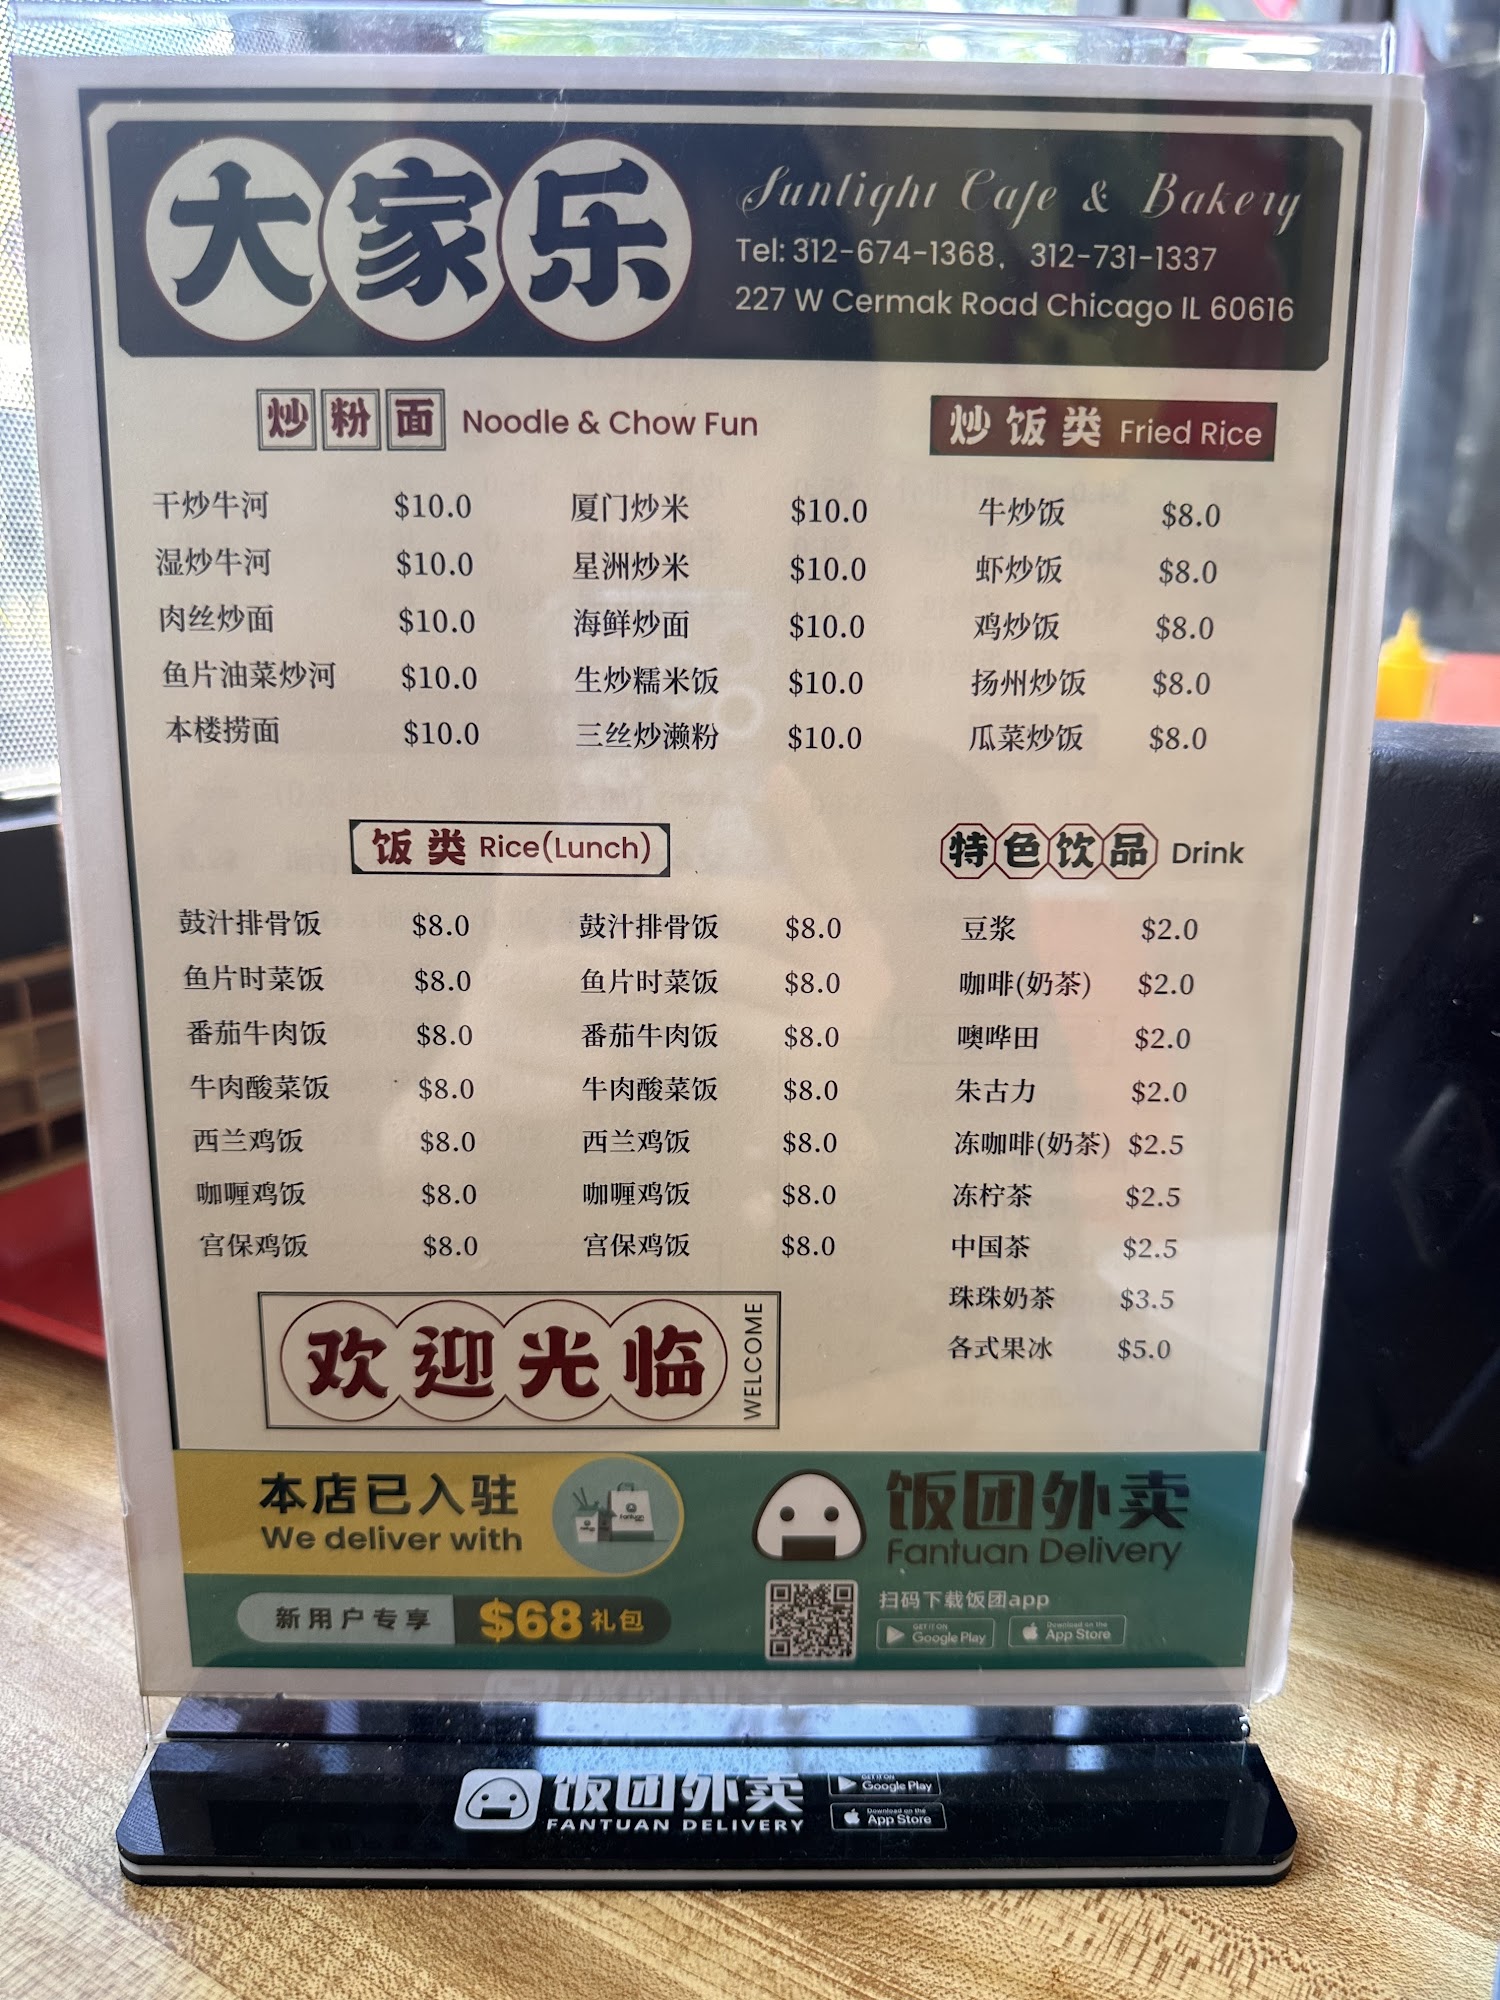 大家乐
Sunlight Cafe & Bakery
Tel: 312-674-1368, 312-731-1337
227 W Cermak Road Chicago IL 60616
炒粉面 Noodle & Chow Fun
干炒牛河 $10.0
湿炒牛河 $10.0
肉丝炒面 $10.0
鱼片油菜炒河 $10.0
本楼捞面 $10.0
厦门炒米 $10.0
星洲炒米 $10.0
海鲜炒面 $10.0
生炒糯米饭 $10.0
三丝炒濑粉 $10.0
炒饭类 Fried Rice
牛炒饭 $8.0
虾炒饭 $8.0
鸡炒饭 $8.0
扬州炒饭 $8.0
瓜菜炒饭 $8.0
饭类 Rice(Lunch)
鼓汁排骨饭 $8.0
鱼片时菜饭 $8.0
番茄牛肉饭 $8.0
牛肉酸菜饭 $8.0
西兰鸡饭 $8.0
咖喱鸡饭 $8.0
宫保鸡饭 $8.0
鼓汁排骨饭 $8.0
鱼片时菜饭 $8.0
番茄牛肉饭 $8.0
牛肉酸菜饭 $8.0
西兰鸡饭 $8.0
咖喱鸡饭 $8.0
宫保鸡饭 $8.0
特色饮品 Drink
豆浆 $2.0
咖啡(奶茶) $2.0
噢哗田 $2.0
朱古力 $2.0
冻咖啡(奶茶) $2.5
冻柠茶 $2.5
中国茶 $2.5
珠珠奶茶 $3.5
各式果冰 $5.0
欢迎光临 WELCOME
本店已入驻
We deliver with
饭团外卖
Fantuan Delivery
新用户专享 $68礼包
扫码下载饭团app
GET IT ON
Google Play
Download on the
App Store
饭团外卖
FANTUAN DELIVERY
GET IT ON
Google Play
Download on the
App Store